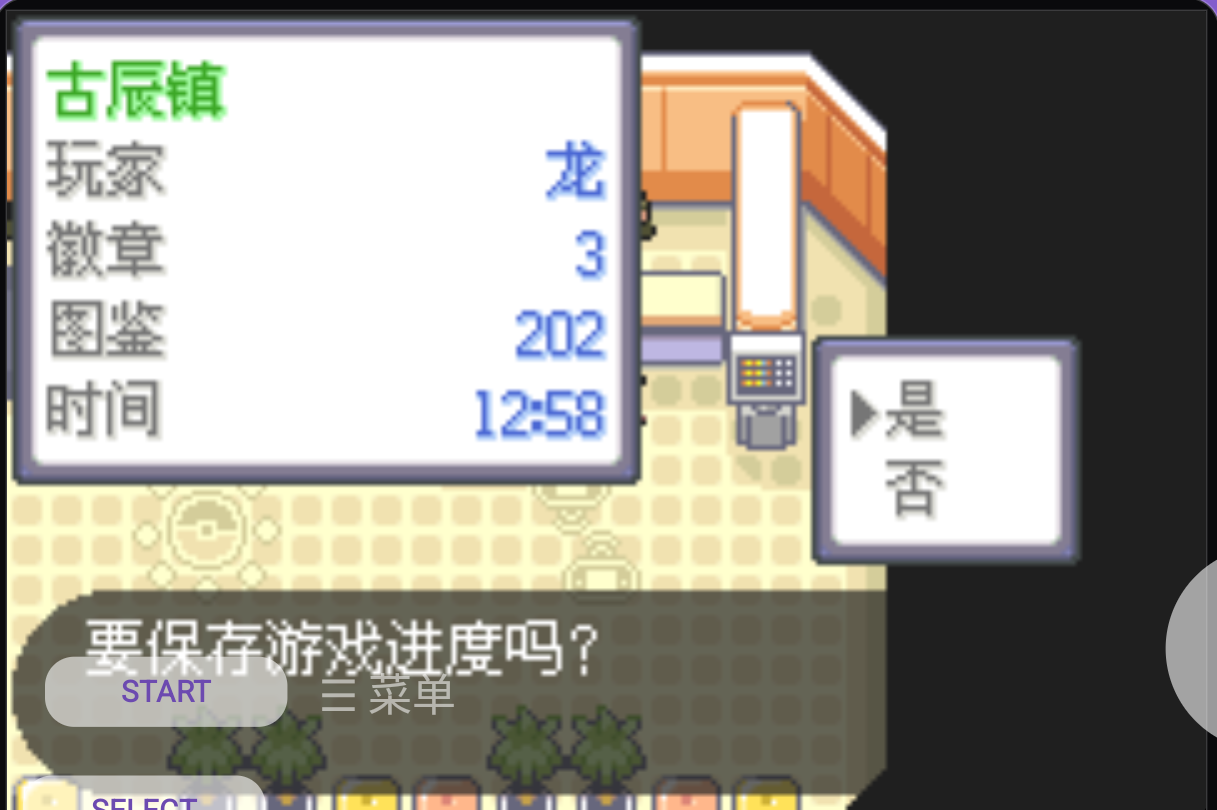 古辰镇
玩家 龙
徽章 3
图鉴 202
时间 12:58
是
否
要保存游戏进度吗?
START
三 菜单
SELECT